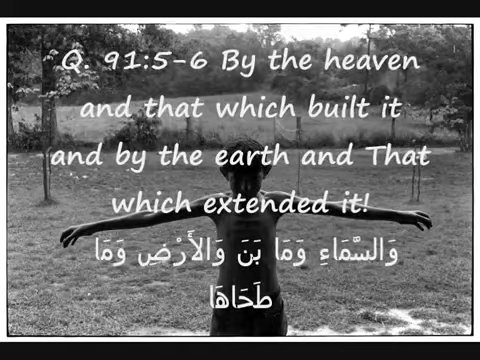 Q. 91:5-6 By the heaven
and that which built it
and by the earth and That
which extended it!
وَالسَّمَاءِ وَمَا بَنَ وَالأَرْضِ وَمَا
طَحَاهَا